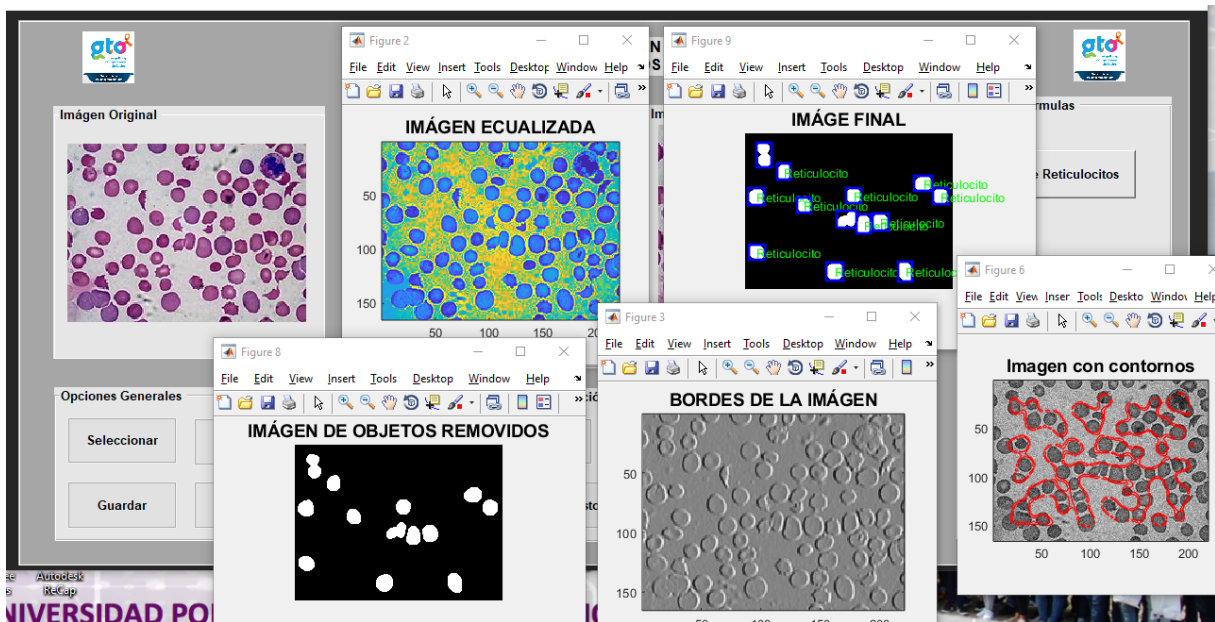 gto
Imágen Original
Opciones Generales
Seleccionar
Guardar
Figure 2
File Edit View Insert Tools Desktop Window Help
IMÁGEN ECUALIZADA
50
100
150
50 100 150
Figure 9
File Edit View Insert Tools Desktop Window Help
IMÁGE FINAL
Reticulocito
Reticulocito
Reticulocito
Reticulocito
Reticulocito
Reticulocito
Reticulocito
Reticulocito
Reticulocito
Reticulocito
gto
rmulas
Reticulocitos
Figure 6
File Edit View Inser Tools Deskto Window Help
Imagen con contornos
50
100
150
50 100 150 200
Figure 3
File Edit View Insert Tools Desktop Window Help
BORDES DE LA IMÁGEN
50
100
150
50 100 150 200
Figure 8
File Edit View Insert Tools Desktop Window Help
IMÁGEN DE OBJETOS REMOVIDOS
Autodesk
ReCap
NIVERSIDAD PO